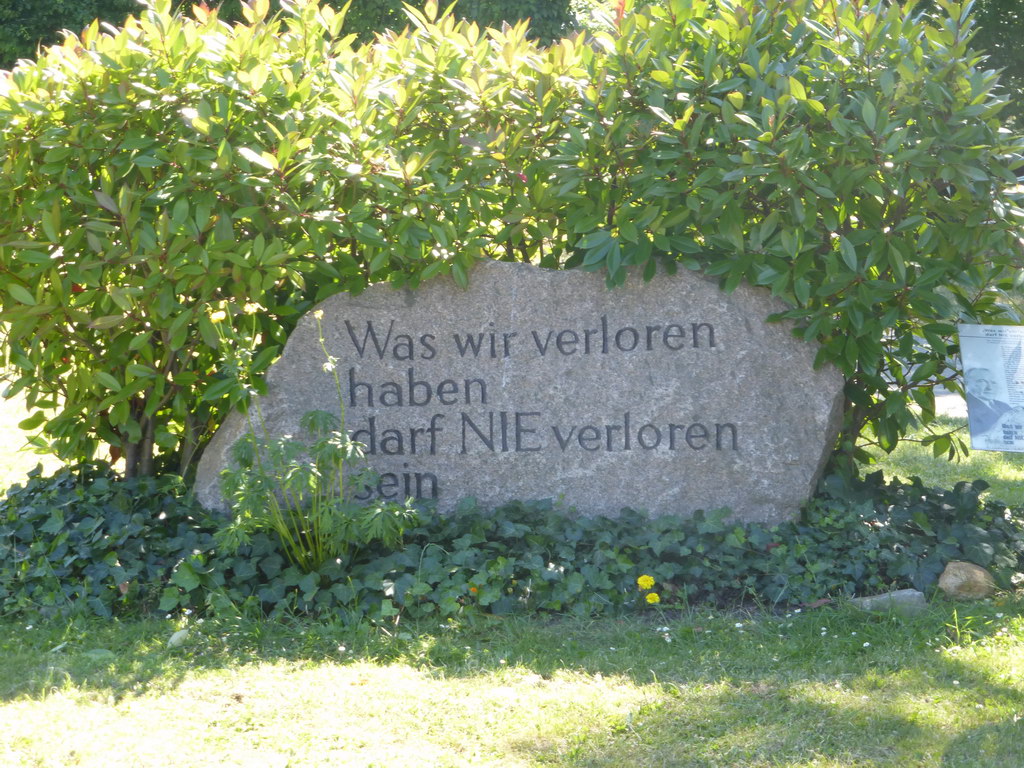 Was wir verloren
haben
darf NIE verloren
sein